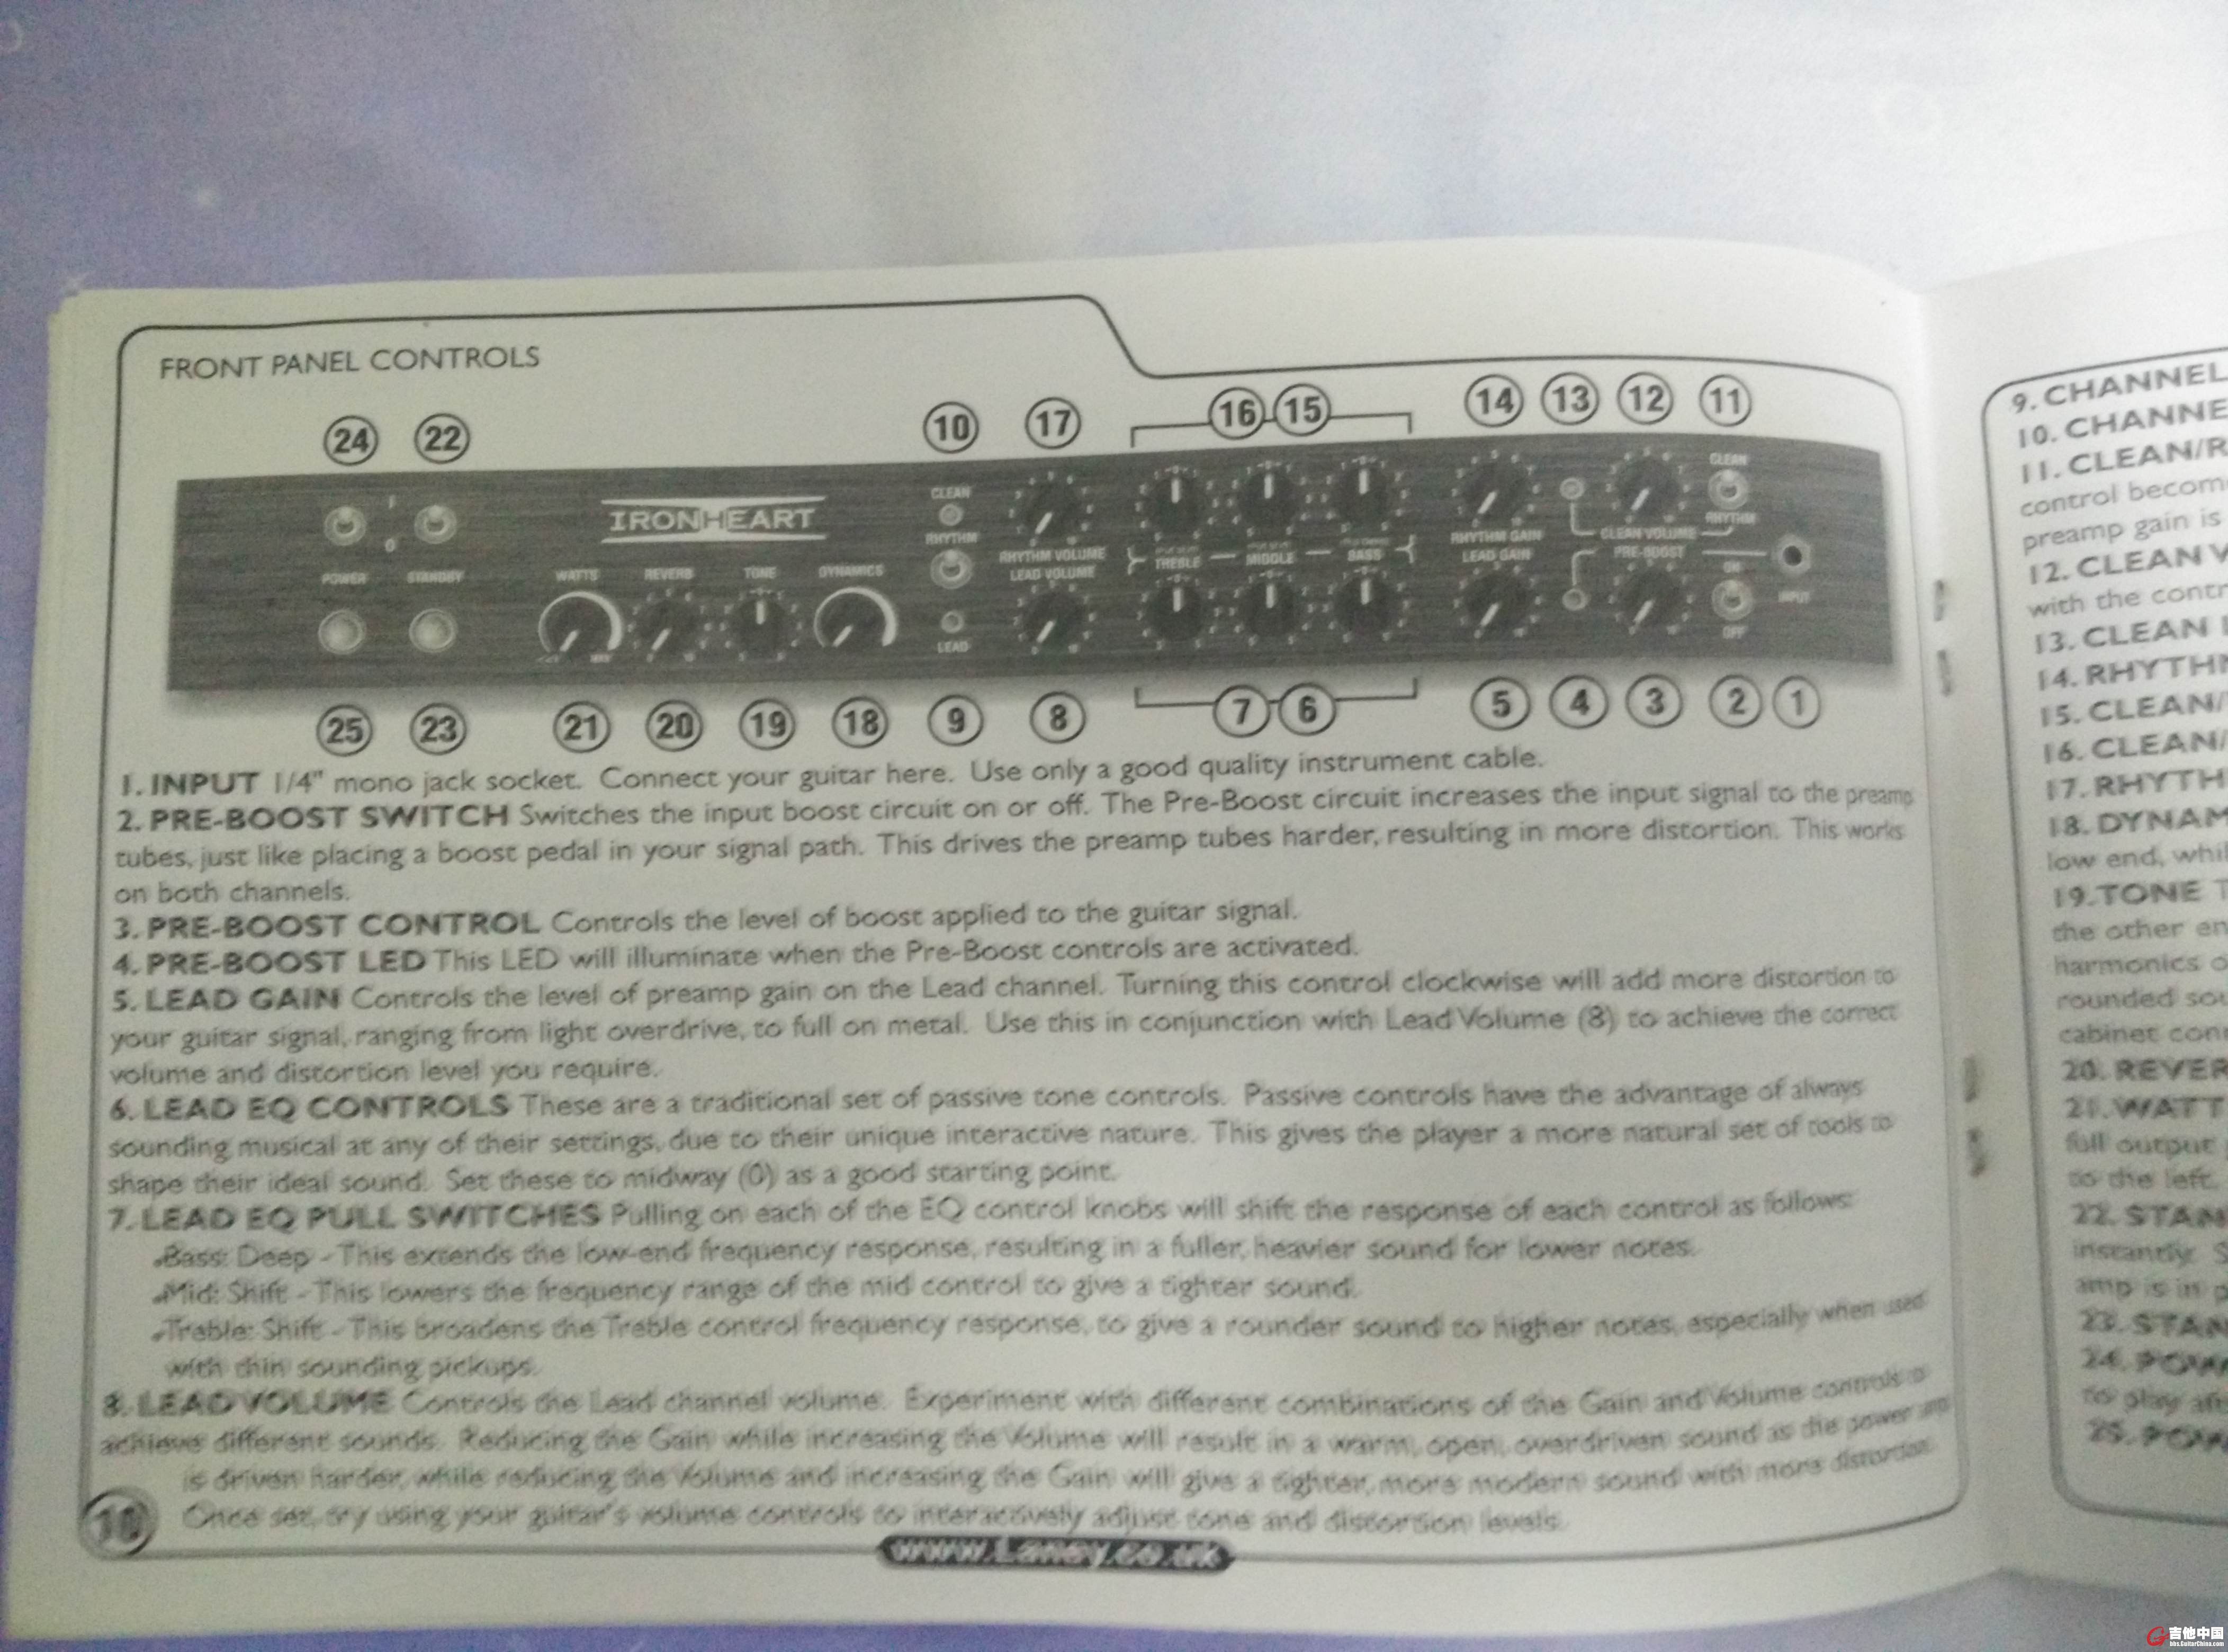 FRONT PANEL CONTROLS
24 22 10 17 16 15 14 13 12 11
CLEAN
CLEAN
IRONHEART
RHYTHM
RHYTHM
RHYTHM VOLUME
RHYTHM GAIN
CLEAN VOLUME
I
O
LEAD VOLUME
TREBLE MIDDLE BASS
LEAD GAIN
PRE-BOOST
ON
POWER STANDBY WATTS REVERB TONE DYNAMICS
INPUT
LEAD
OFF
25 23 21 20 19 18 9 8 7 6 5 4 3 2 1
1. INPUT 1/4" mono jack socket. Connect your guitar here. Use only a good quality instrument cable.
2. PRE-BOOST SWITCH Switches the input boost circuit on or off. The Pre-Boost circuit increases the input signal to the preamp
tubes, just like placing a boost pedal in your signal path. This drives the preamp tubes harder, resulting in more distortion. This works
on both channels.
3. PRE-BOOST CONTROL Controls the level of boost applied to the guitar signal.
4. PRE-BOOST LED This LED will illuminate when the Pre-Boost controls are activated.
5. LEAD GAIN Controls the level of preamp gain on the Lead channel. Turning this control clockwise will add more distortion to
your guitar signal, ranging from light overdrive, to full on metal. Use this in conjunction with Lead Volume (8) to achieve the correct
volume and distortion level you require.
6. LEAD EQ CONTROLS These are a traditional set of passive tone controls. Passive controls have the advantage of always
sounding musical at any of their settings, due to their unique interactive nature. This gives the player a more natural set of tools to
shape their ideal sound. Set these to midway (0) as a good starting point.
7. LEAD EQ PULL SWITCHES Pulling on each of the EQ control knobs will shift the response of each control as follows:
•Bass: Deep - This extends the low-end frequency response, resulting in a fuller, heavier sound for lower notes.
•Mid: Shift - This lowers the frequency range of the mid control to give a tighter sound.
•Treble: Shift - This broadens the Treble control frequency response, to give a rounder sound to higher notes, especially when used
with thin sounding pickups.
8. LEAD VOLUME Controls the Lead channel volume. Experiment with different combinations of the Gain and Volume controls to
achieve different sounds. Reducing the Gain while increasing the Volume will result in a warm, open, overdriven sound as the power amp
is driven harder, while reducing the Volume and increasing the Gain will give a tighter, more modern sound with more distortion.
Once set, try using your guitar's volume controls to interactively adjust tone and distortion levels.
10
www.Laney.co.uk
9. CHANNEL
10. CHANNE
11. CLEAN/R
control becom
preamp gain is
12. CLEAN V
with the contr
13. CLEAN
14. RHYTH
15. CLEAN/
16. CLEAN/
17. RHYTH
18. DYNAM
low end, whil
19. TONE T
the other en
harmonics o
rounded sou
cabinet con
20. REVER
21. WATT
full output
to the left.
22. STAN
instantly. S
amp is in p
23. STAN
24. POW
to play aft
25. POW
吉他中国
bbs.GuitarChina.com